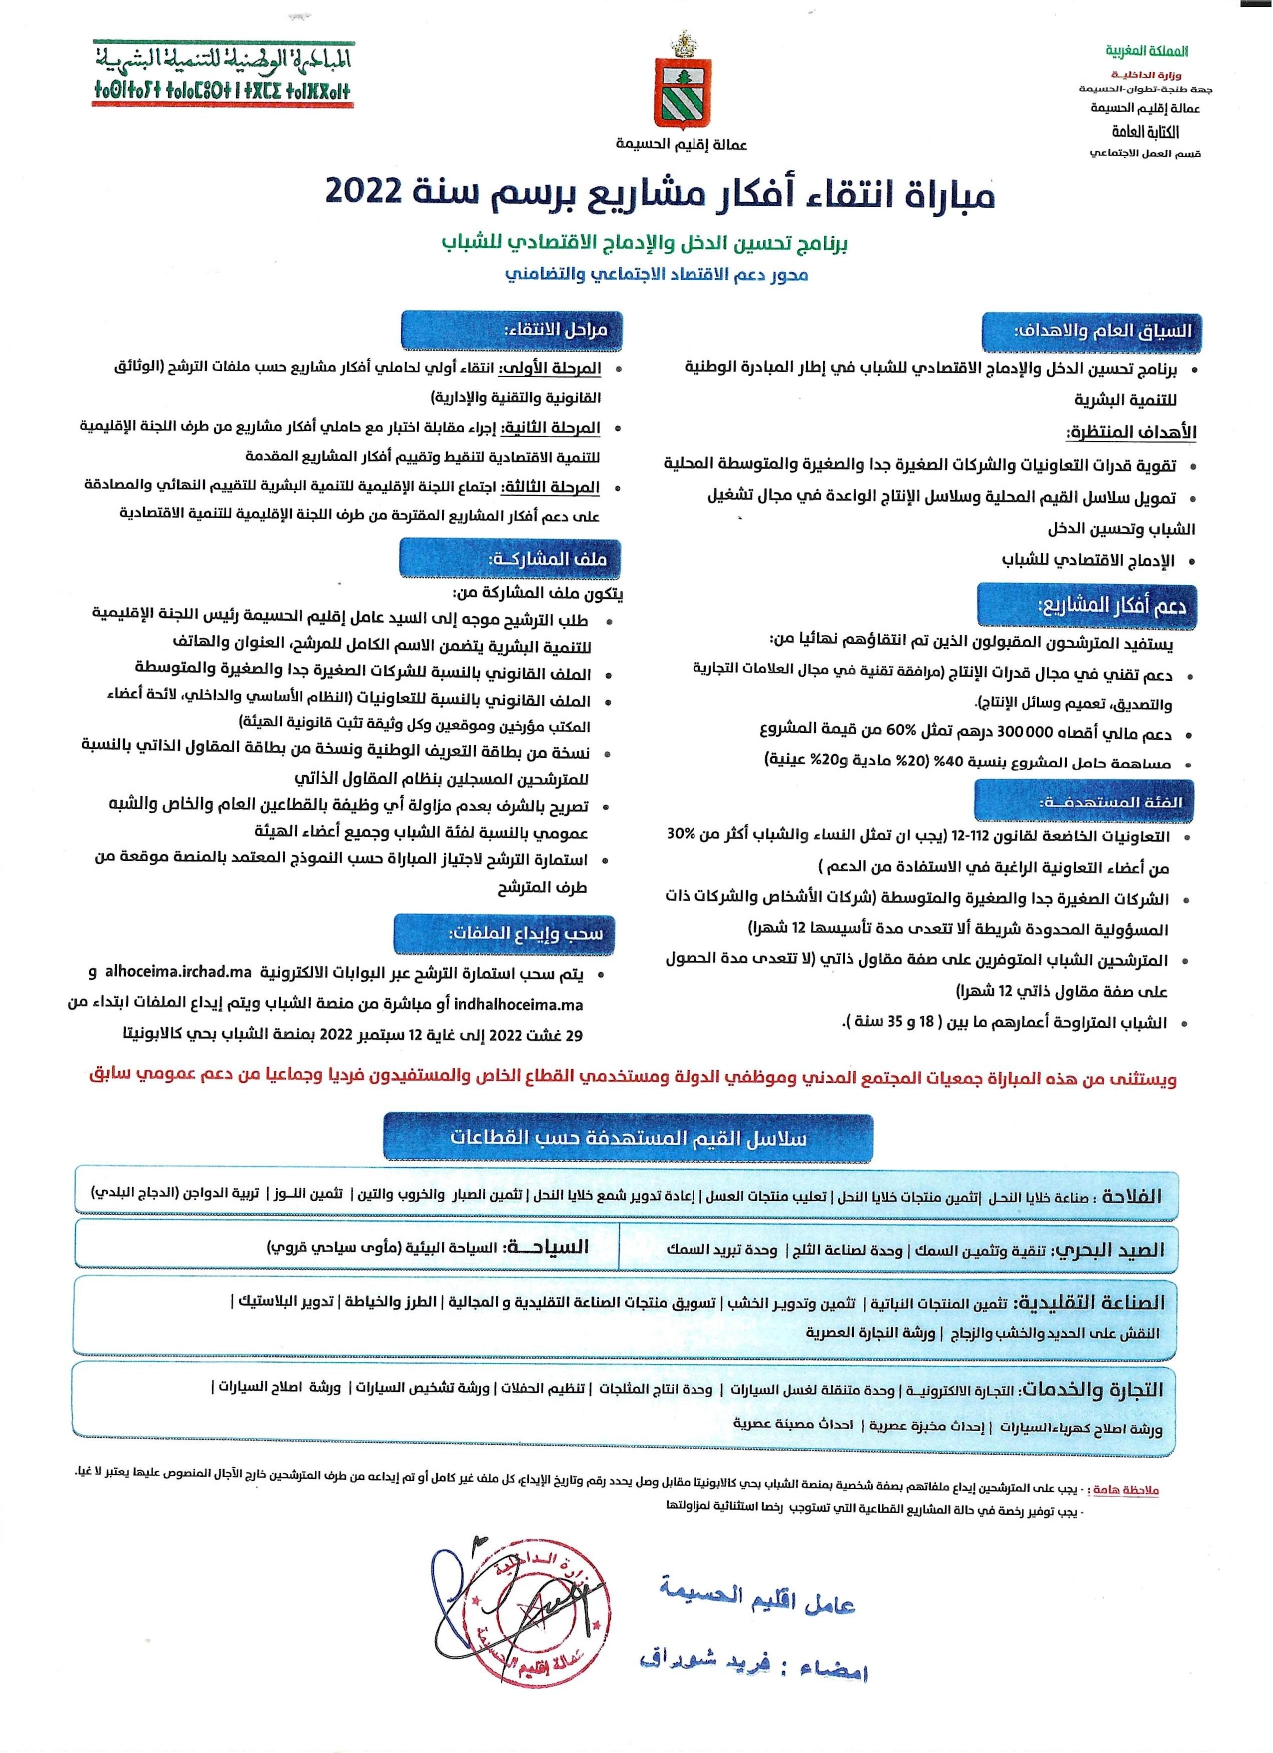 المملكة المغربية
وزارة الداخليــة
جهة طنجة-تطوان-الحسيمة
عمالة إقليم الحسيمة
الكتابة العامة
قسم العمل الاجتماعي
عمالة إقليم الحسيمة
المبادرة الوطنية للتنمية البشرية
مباراة انتقاء أفكار مشاريع برسم سنة 2022
برنامج تحسين الدخل والإدماج الاقتصادي للشباب
محور دعم الاقتصاد الاجتماعي والتضامني
السياق العام والاهداف:
• برنامج تحسين الدخل والإدماج الاقتصادي للشباب في إطار المبادرة الوطنية
للتنمية البشرية
الأهداف المنتظرة:
• تقوية قدرات التعاونيات والشركات الصغيرة جدا والصغيرة والمتوسطة المحلية
• تمويل سلاسل القيم المحلية وسلاسل الإنتاج الواعدة في مجال تشغيل
الشباب وتحسين الدخل
• الإدماج الاقتصادي للشباب
دعم أفكار المشاريع:
يستفيد المترشحون المقبولون الذين تم انتقاؤهم نهائيا من:
• دعم تقني في مجال قدرات الإنتاج (مرافقة تقنية في مجال العلامات التجارية
والتصديق، تعميم وسائل الإنتاج).
• دعم مالي أقصاه 300 000 درهم تمثل 60% من قيمة المشروع
• مساهمة حامل المشروع بنسبة 40% (20% مادية و20% عينية)
الفئة المستهدفــة:
• التعاونيات الخاضعة لقانون 112-12 (يجب ان تمثل النساء والشباب أكثر من 30%
من أعضاء التعاونية الراغبة في الاستفادة من الدعم )
• الشركات الصغيرة جدا والصغيرة والمتوسطة (شركات الأشخاص والشركات ذات
المسؤولية المحدودة شريطة ألا تتعدى مدة تأسيسها 12 شهرا)
• المترشحين الشباب المتوفرين على صفة مقاول ذاتي (لا تتعدى مدة الحصول
على صفة مقاول ذاتي 12 شهرا)
• الشباب المتراوحة أعمارهم ما بين ( 18 و 35 سنة ).
مراحل الانتقاء:
• المرحلة الأولى: انتقاء أولي لحاملي أفكار مشاريع حسب ملفات الترشح (الوثائق
القانونية والتقنية والإدارية)
• المرحلة الثانية: إجراء مقابلة اختبار مع حاملي أفكار مشاريع من طرف اللجنة الإقليمية
للتنمية الاقتصادية لتنقيط وتقييم أفكار المشاريع المقدمة
• المرحلة الثالثة: اجتماع اللجنة الإقليمية للتنمية البشرية للتقييم النهائي والمصادقة
على دعم أفكار المشاريع المقترحة من طرف اللجنة الإقليمية للتنمية الاقتصادية
ملف المشاركــة:
يتكون ملف المشاركة من:
• طلب الترشيح موجه إلى السيد عامل إقليم الحسيمة رئيس اللجنة الإقليمية
للتنمية البشرية يتضمن الاسم الكامل للمرشح، العنوان والهاتف
• الملف القانوني بالنسبة للشركات الصغيرة جدا والصغيرة والمتوسطة
• الملف القانوني بالنسبة للتعاونيات (النظام الأساسي والداخلي، لائحة أعضاء
المكتب مؤرخين وموقعين وكل وثيقة تثبت قانونية الهيئة)
• نسخة من بطاقة التعريف الوطنية ونسخة من بطاقة المقاول الذاتي بالنسبة
للمترشحين المسجلين بنظام المقاول الذاتي
• تصريح بالشرف بعدم مزاولة أي وظيفة بالقطاعين العام والخاص والشبه
عمومي بالنسبة لفئة الشباب وجميع أعضاء الهيئة
• استمارة الترشح لاجتياز المباراة حسب النموذج المعتمد بالمنصة موقعة من
طرف المترشح
سحب وإيداع الملفات:
• يتم سحب استمارة الترشح عبر البوابات الالكترونية alhoceima.irchad.ma و
indhalhoceima.ma أو مباشرة من منصة الشباب ويتم إيداع الملفات ابتداء من
29 غشت 2022 إلى غاية 12 سبتمبر 2022 بمنصة الشباب بحي كالابونيتا
ويستثنى من هذه المباراة جمعيات المجتمع المدني وموظفي الدولة ومستخدمي القطاع الخاص والمستفيدون فرديا وجماعيا من دعم عمومي سابق
سلاسل القيم المستهدفة حسب القطاعات
الفلاحة : صناعة خلايا النحـل |تثمين منتجات خلايا النحل | تعليب منتجات العسل | إعادة تدوير شمع خلايا النحل | تثمين الصبار والخروب والتين | تثمين اللـوز | تربية الدواجن (الدجاج البلدي)
الصيد البحري: تنقية وتثمـين السمك | وحدة لصناعة الثلج | وحدة تبريد السمك
السياحــة: السياحة البيئية (مأوى سياحي قروي)
الصناعة التقليدية: تثمين المنتجات النباتية | تثمين وتدويـر الخشب | تسويق منتجات الصناعة التقليدية و المجالية | الطرز والخياطة | تدوير البلاستيك |
النقش على الحديد والخشب والزجاج | ورشة النجارة العصرية
التجارة والخدمات: التجـارة الالكترونيــة | وحدة متنقلة لغسل السيارات | وحدة انتاج المثلجات | تنظيم الحفلات | ورشة تشخيص السيارات | ورشة اصلاح السيارات |
ورشة اصلاح كهرباءالسيارات | إحداث مخبزة عصرية | احداث مصبنة عصرية
ملاحظة هامة : - يجب على المترشحين إيداع ملفاتهم بصفة شخصية بمنصة الشباب بحي كالابونيتا مقابل وصل يحدد رقم وتاريخ الإيداع، كل ملف غير كامل أو تم إيداعه من طرف المترشحين خارج الآجال المنصوص عليها يعتبر لا غيا.
- يجب توفير رخصة في حالة المشاريع القطاعية التي تستوجب رخصا استثنائية لمزاولتها
عامل اقليم الحسيمة
امضاء : فريد شوراق
وزارة الداخلية
عمالة إقليم الحسيمة